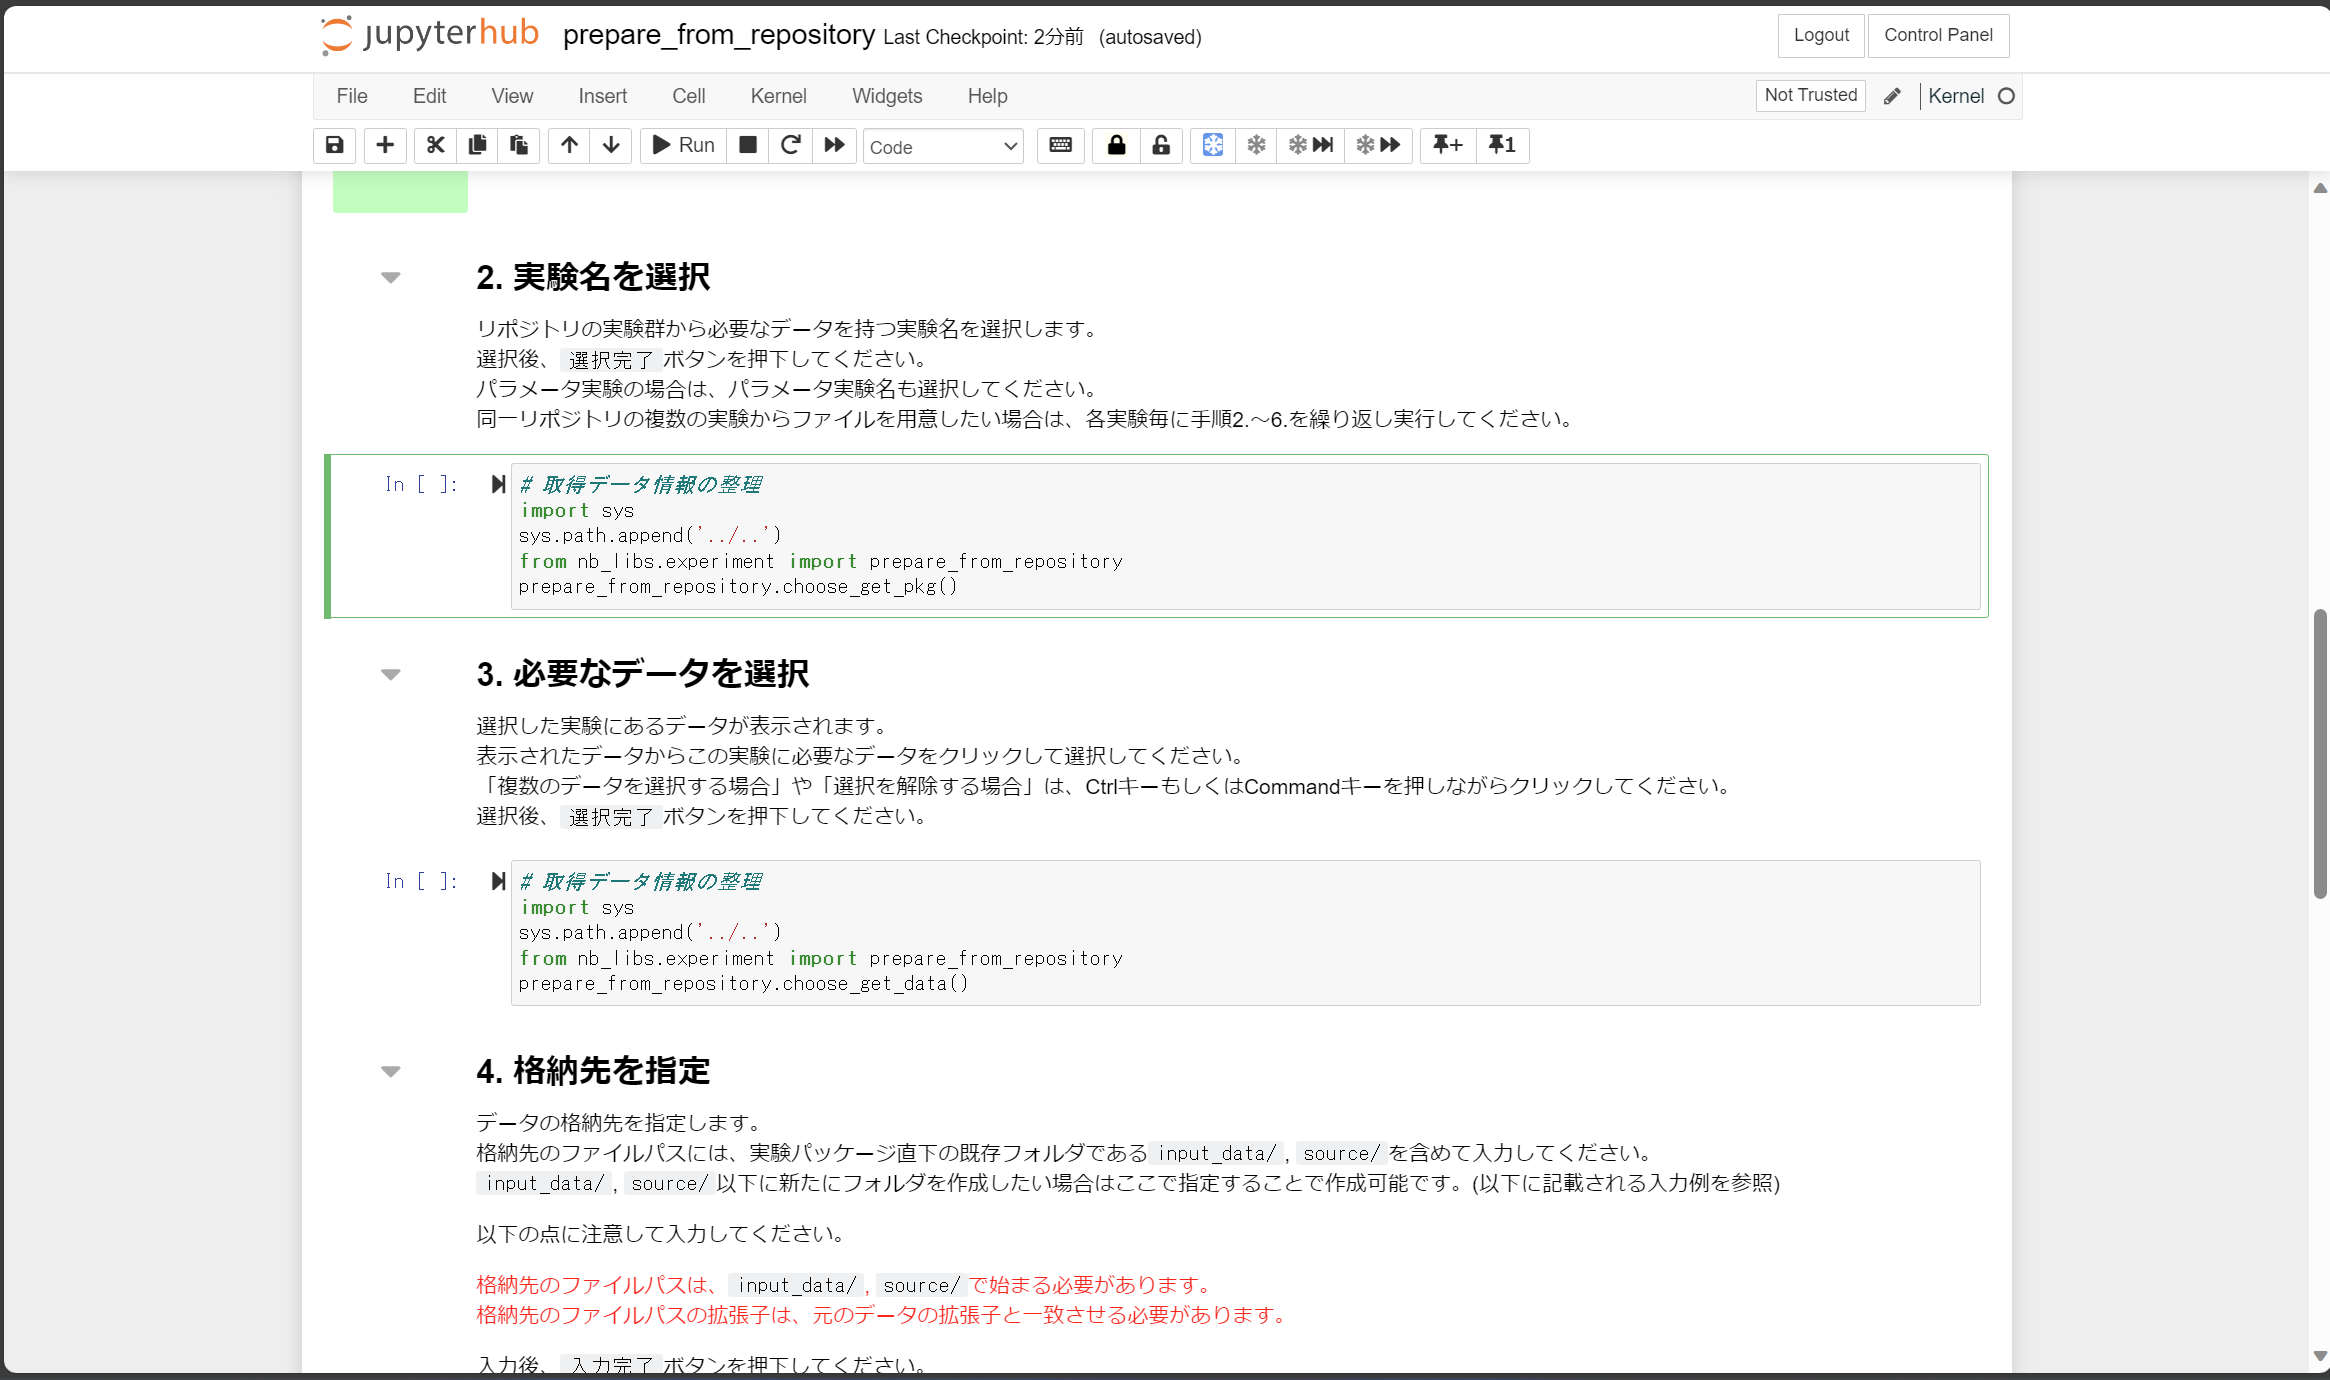 jupyterhub prepare_from_repository Last Checkpoint: 2分前 (autosaved) Logout Control Panel
File Edit View Insert Cell Kernel Widgets Help Not Trusted Kernel
Run Code 1
2. 実験名を選択
リポジトリの実験群から必要なデータを持つ実験名を選択します。
選択後、 選択完了 ボタンを押下してください。
パラメータ実験の場合は、パラメータ実験名も選択してください。
同一リポジトリの複数の実験からファイルを用意したい場合は、各実験毎に手順2.～6.を繰り返し実行してください。
In [ ]: # 取得データ情報の整理
import sys
sys.path.append('../..')
from nb_libs.experiment import prepare_from_repository
prepare_from_repository.choose_get_pkg()
3. 必要なデータを選択
選択した実験にあるデータが表示されます。
表示されたデータからこの実験に必要なデータをクリックして選択してください。
「複数のデータを選択する場合」や「選択を解除する場合」は、CtrlキーもしくはCommandキーを押しながらクリックしてください。
選択後、 選択完了 ボタンを押下してください。
In [ ]: # 取得データ情報の整理
import sys
sys.path.append('../..')
from nb_libs.experiment import prepare_from_repository
prepare_from_repository.choose_get_data()
4. 格納先を指定
データの格納先を指定します。
格納先のファイルパスには、実験パッケージ直下の既存フォルダである input_data/, source/ を含めて入力してください。
input_data/, source/ 以下に新たにフォルダを作成したい場合はここで指定することで作成可能です。(以下に記載される入力例を参照)
以下の点に注意して入力してください。
格納先のファイルパスは、 input_data/, source/ で始まる必要があります。
格納先のファイルパスの拡張子は、元のデータの拡張子と一致させる必要があります。
入力後、 入力完了 ボタンを押下してください。